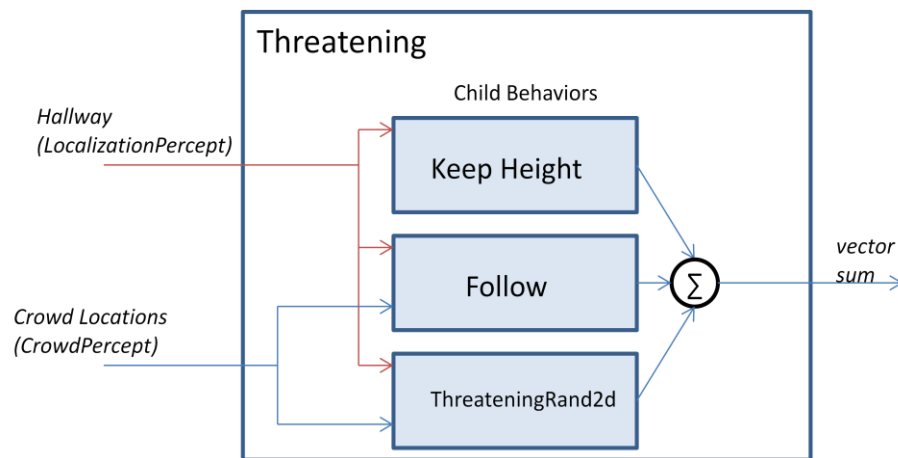 Threatening
Child Behaviors
Hallway
(LocalizationPercept)
Keep Height
Follow
∑
vector
sum
Crowd Locations
(CrowdPercept)
ThreateningRand2d